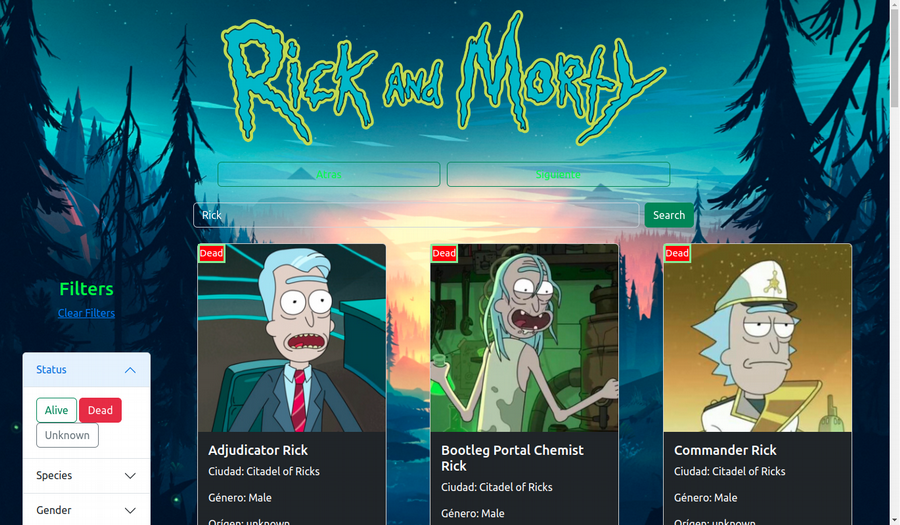 Rick AND Morty
Atras Siguiente
Rick Search
Filters
Clear Filters
Status
Alive Dead
Unknown
Species
Gender
Dead
Adjudicator Rick
Ciudad: Citadel of Ricks
Género: Male
Origen: unknown
Dead
Bootleg Portal Chemist
Rick
Ciudad: Citadel of Ricks
Género: Male
Dead
Commander Rick
Ciudad: Citadel of Ricks
Género: Male
Origen: unknown